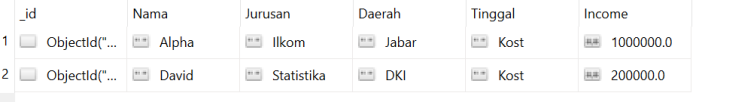 _id Nama Jurusan Daerah Tinggal Income
1 ObjectId("... Alpha Ilkom Jabar Kost 1000000.0
2 ObjectId("... David Statistika DKI Kost 200000.0